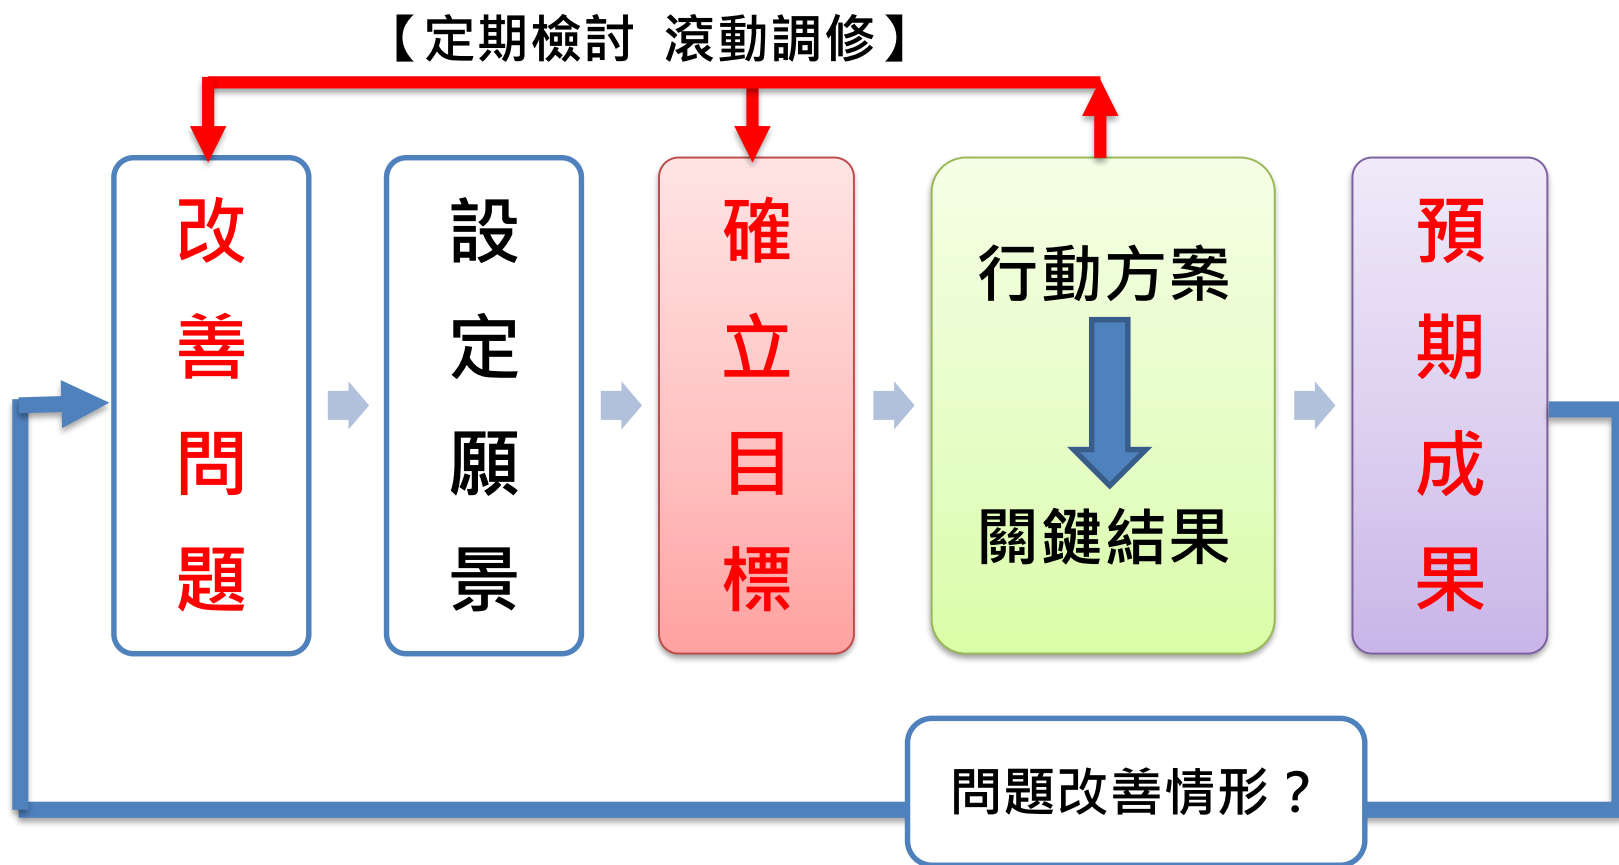 【定期檢討 滾動調修】
改善問題
設定願景
確立目標
行動方案
關鍵結果
預期成果
問題改善情形？